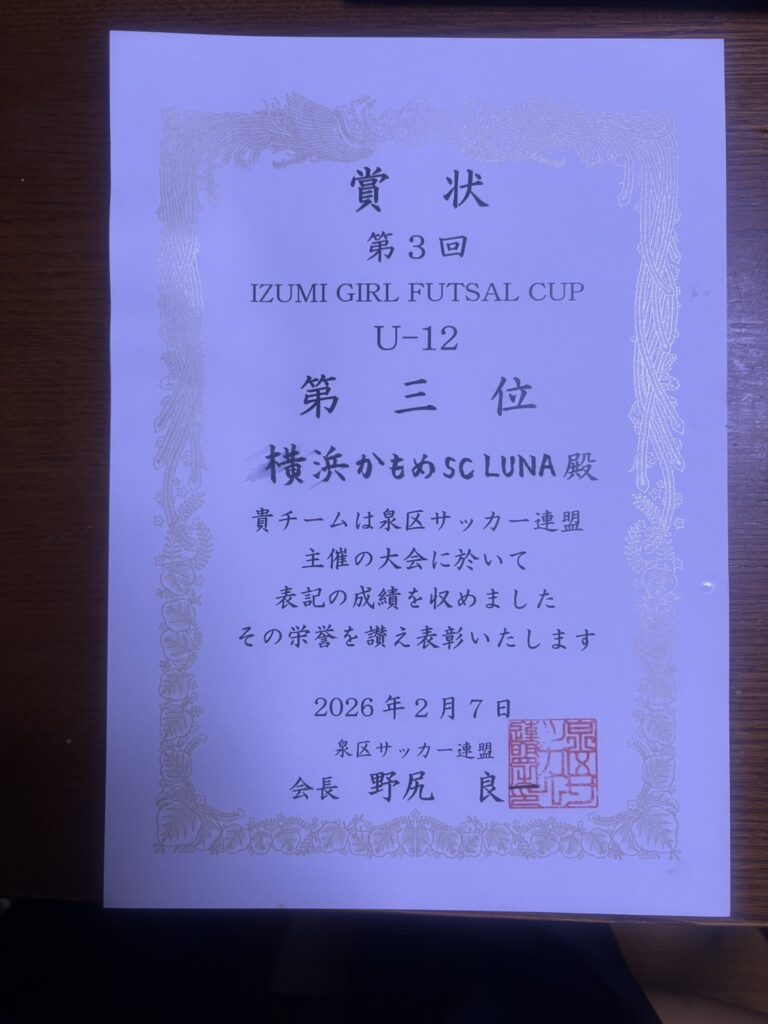 賞状
第3回
IZUMI GIRL FUTSAL CUP
U-12
第三位
横浜かもめSC LUNA 殿
貴チームは泉区サッカー連盟
主催の大会に於いて
表記の成績を収めました
その栄誉を讃え表彰いたします
2026年2月7日
泉区サッカー連盟
会長 野尻 良一